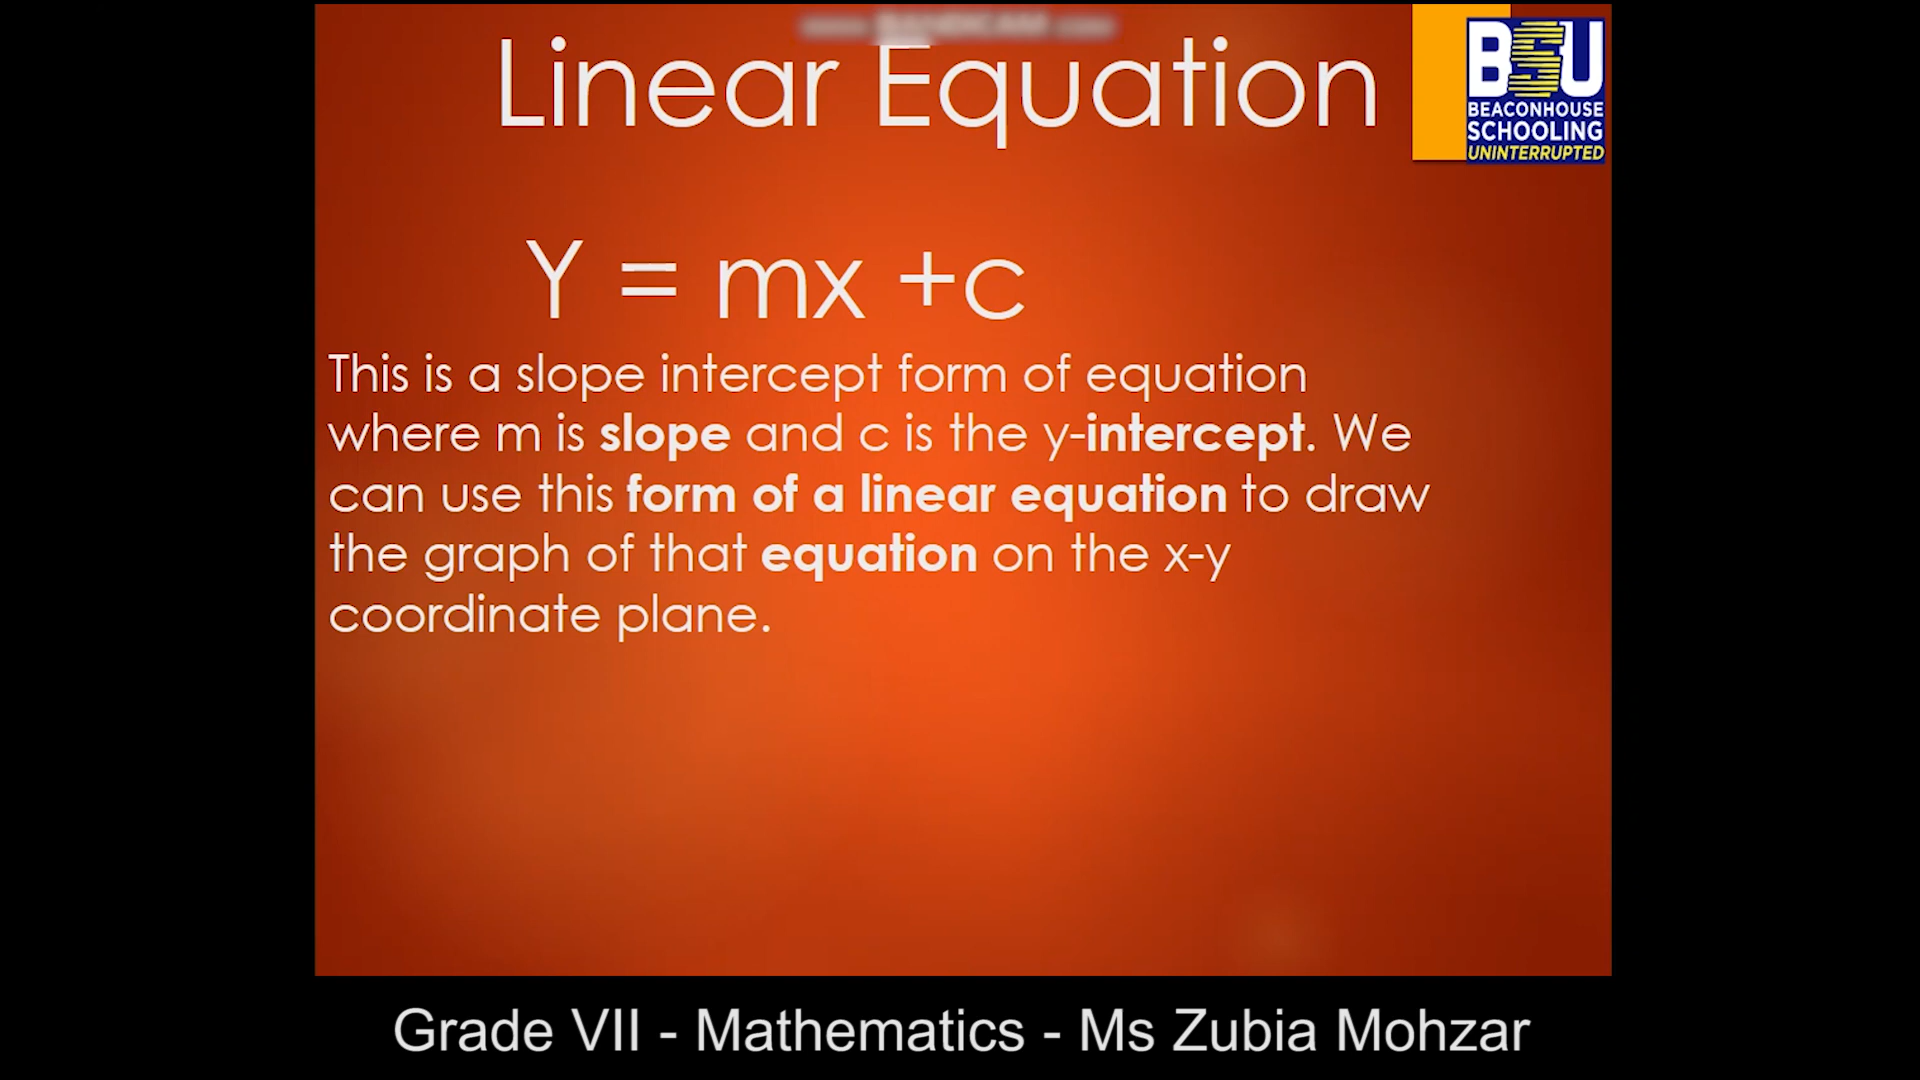 Linear Equation
BSU
BEACONHOUSE
SCHOOLING
UNINTERRUPTED
Y = mx +c
This is a slope intercept form of equation
where m is slope and c is the y-intercept. We
can use this form of a linear equation to draw
the graph of that equation on the x-y
coordinate plane.
Grade VII - Mathematics - Ms Zubia Mohzar